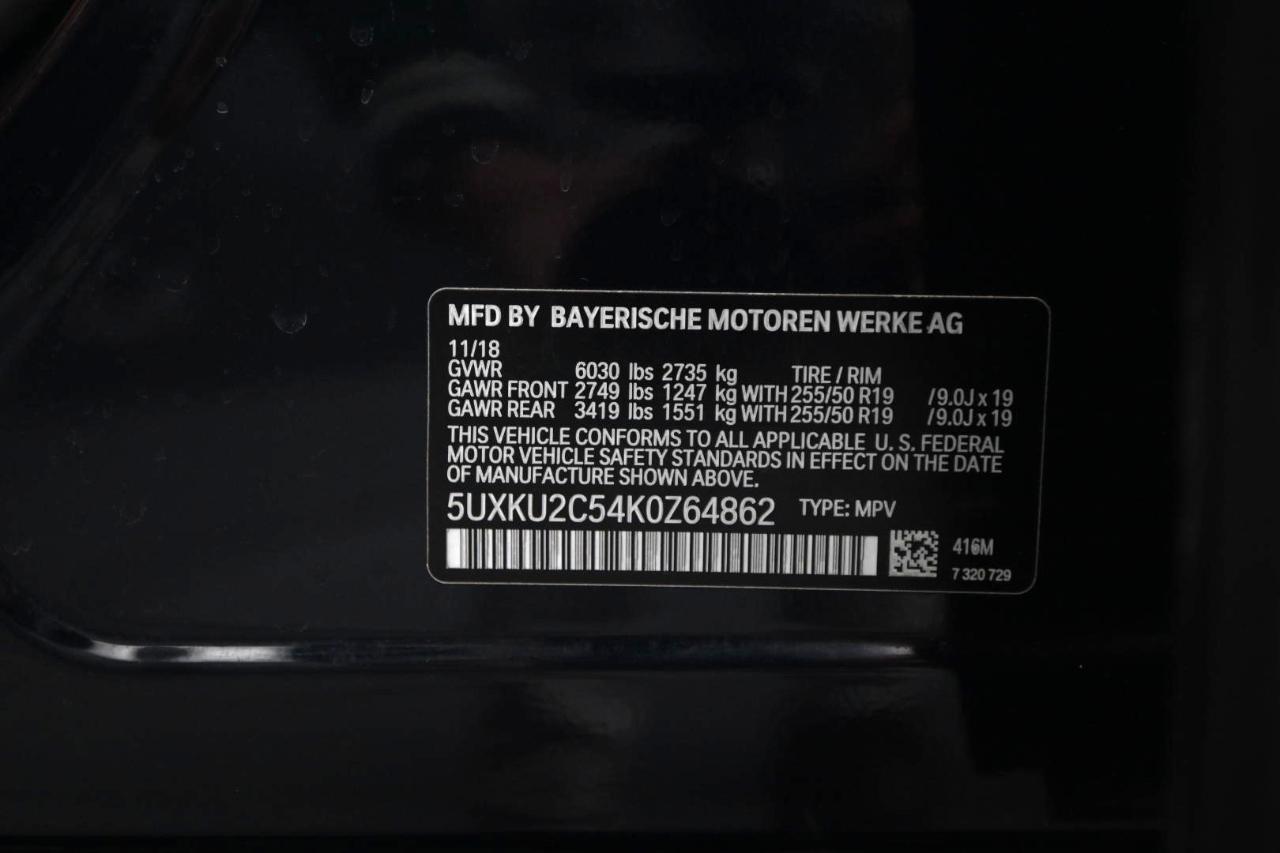 MFD BY BAYERISCHE MOTOREN WERKE AG
11/18
GVWR 6030 lbs 2735 kg TIRE / RIM
GAWR FRONT 2749 lbs 1247 kg WITH 255/50 R19 /9.0J x 19
GAWR REAR 3419 lbs 1551 kg WITH 255/50 R19 /9.0J x 19
THIS VEHICLE CONFORMS TO ALL APPLICABLE U. S. FEDERAL
MOTOR VEHICLE SAFETY STANDARDS IN EFFECT ON THE DATE
OF MANUFACTURE SHOWN ABOVE.
5UXKU2C54K0Z64862 TYPE: MPV
416M
7 320 729